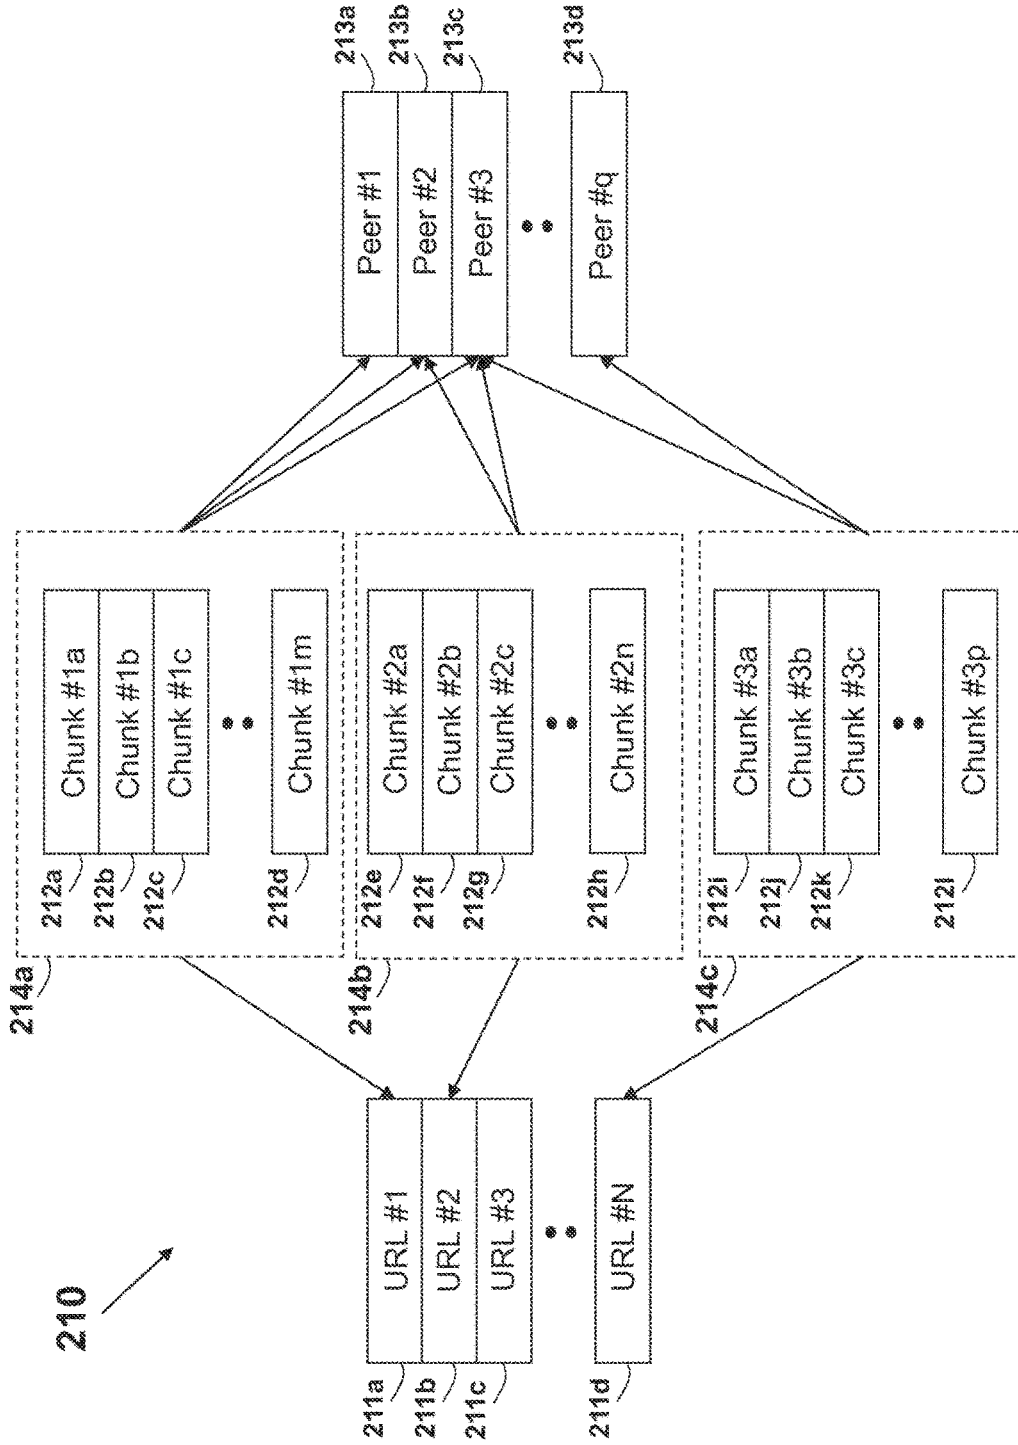 210
211a
URL #1
211b
URL #2
211c
URL #3
211d
URL #N
214a
212a
Chunk #1a
212b
Chunk #1b
212c
Chunk #1c
212d
Chunk #1m
214b
212e
Chunk #2a
212f
Chunk #2b
212g
Chunk #2c
212h
Chunk #2n
214c
212i
Chunk #3a
212j
Chunk #3b
212k
Chunk #3c
212l
Chunk #3p
Peer #1
213a
Peer #2
213b
Peer #3
213c
Peer #q
213d